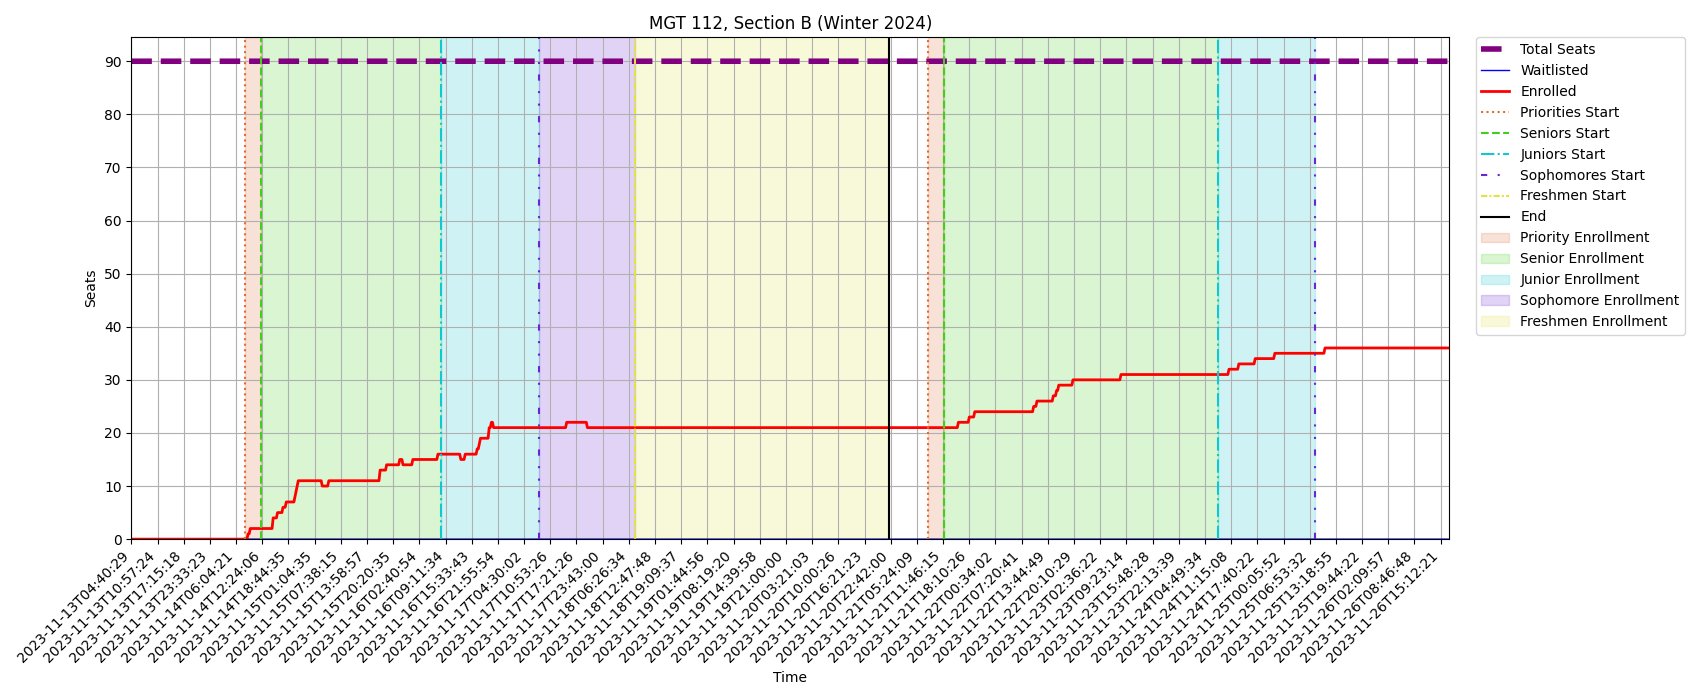 MGT 112, Section B (Winter 2024)
90
80
70
60
50
40
30
20
10
0
Seats
2023-11-13T04:40:29
2023-11-13T10:57:24
2023-11-13T17:15:18
2023-11-13T23:33:23
2023-11-14T06:04:21
2023-11-14T12:24:06
2023-11-14T18:44:35
2023-11-15T01:04:35
2023-11-15T07:38:15
2023-11-15T13:58:57
2023-11-15T20:20:35
2023-11-16T02:40:54
2023-11-16T09:11:34
2023-11-16T15:33:43
2023-11-16T21:55:54
2023-11-17T04:30:02
2023-11-17T10:53:26
2023-11-17T17:21:26
2023-11-17T23:43:00
2023-11-18T06:26:34
2023-11-18T12:47:48
2023-11-18T19:09:37
2023-11-19T01:44:56
2023-11-19T08:19:20
2023-11-19T14:39:58
2023-11-19T21:00:00
2023-11-20T03:21:03
2023-11-20T10:00:26
2023-11-20T16:21:23
2023-11-20T22:42:00
2023-11-21T05:24:09
2023-11-21T11:46:15
2023-11-21T18:10:26
2023-11-22T00:34:02
2023-11-22T07:20:41
2023-11-22T13:44:49
2023-11-22T20:10:29
2023-11-23T02:36:22
2023-11-23T09:23:14
2023-11-23T15:48:28
2023-11-23T22:13:39
2023-11-24T04:49:34
2023-11-24T11:15:08
2023-11-24T17:40:22
2023-11-25T00:05:52
2023-11-25T06:53:32
2023-11-25T13:18:55
2023-11-25T19:44:22
2023-11-26T02:09:57
2023-11-26T08:46:48
2023-11-26T15:12:21
Time
Total Seats
Waitlisted
Enrolled
Priorities Start
Seniors Start
Juniors Start
Sophomores Start
Freshmen Start
End
Priority Enrollment
Senior Enrollment
Junior Enrollment
Sophomore Enrollment
Freshmen Enrollment